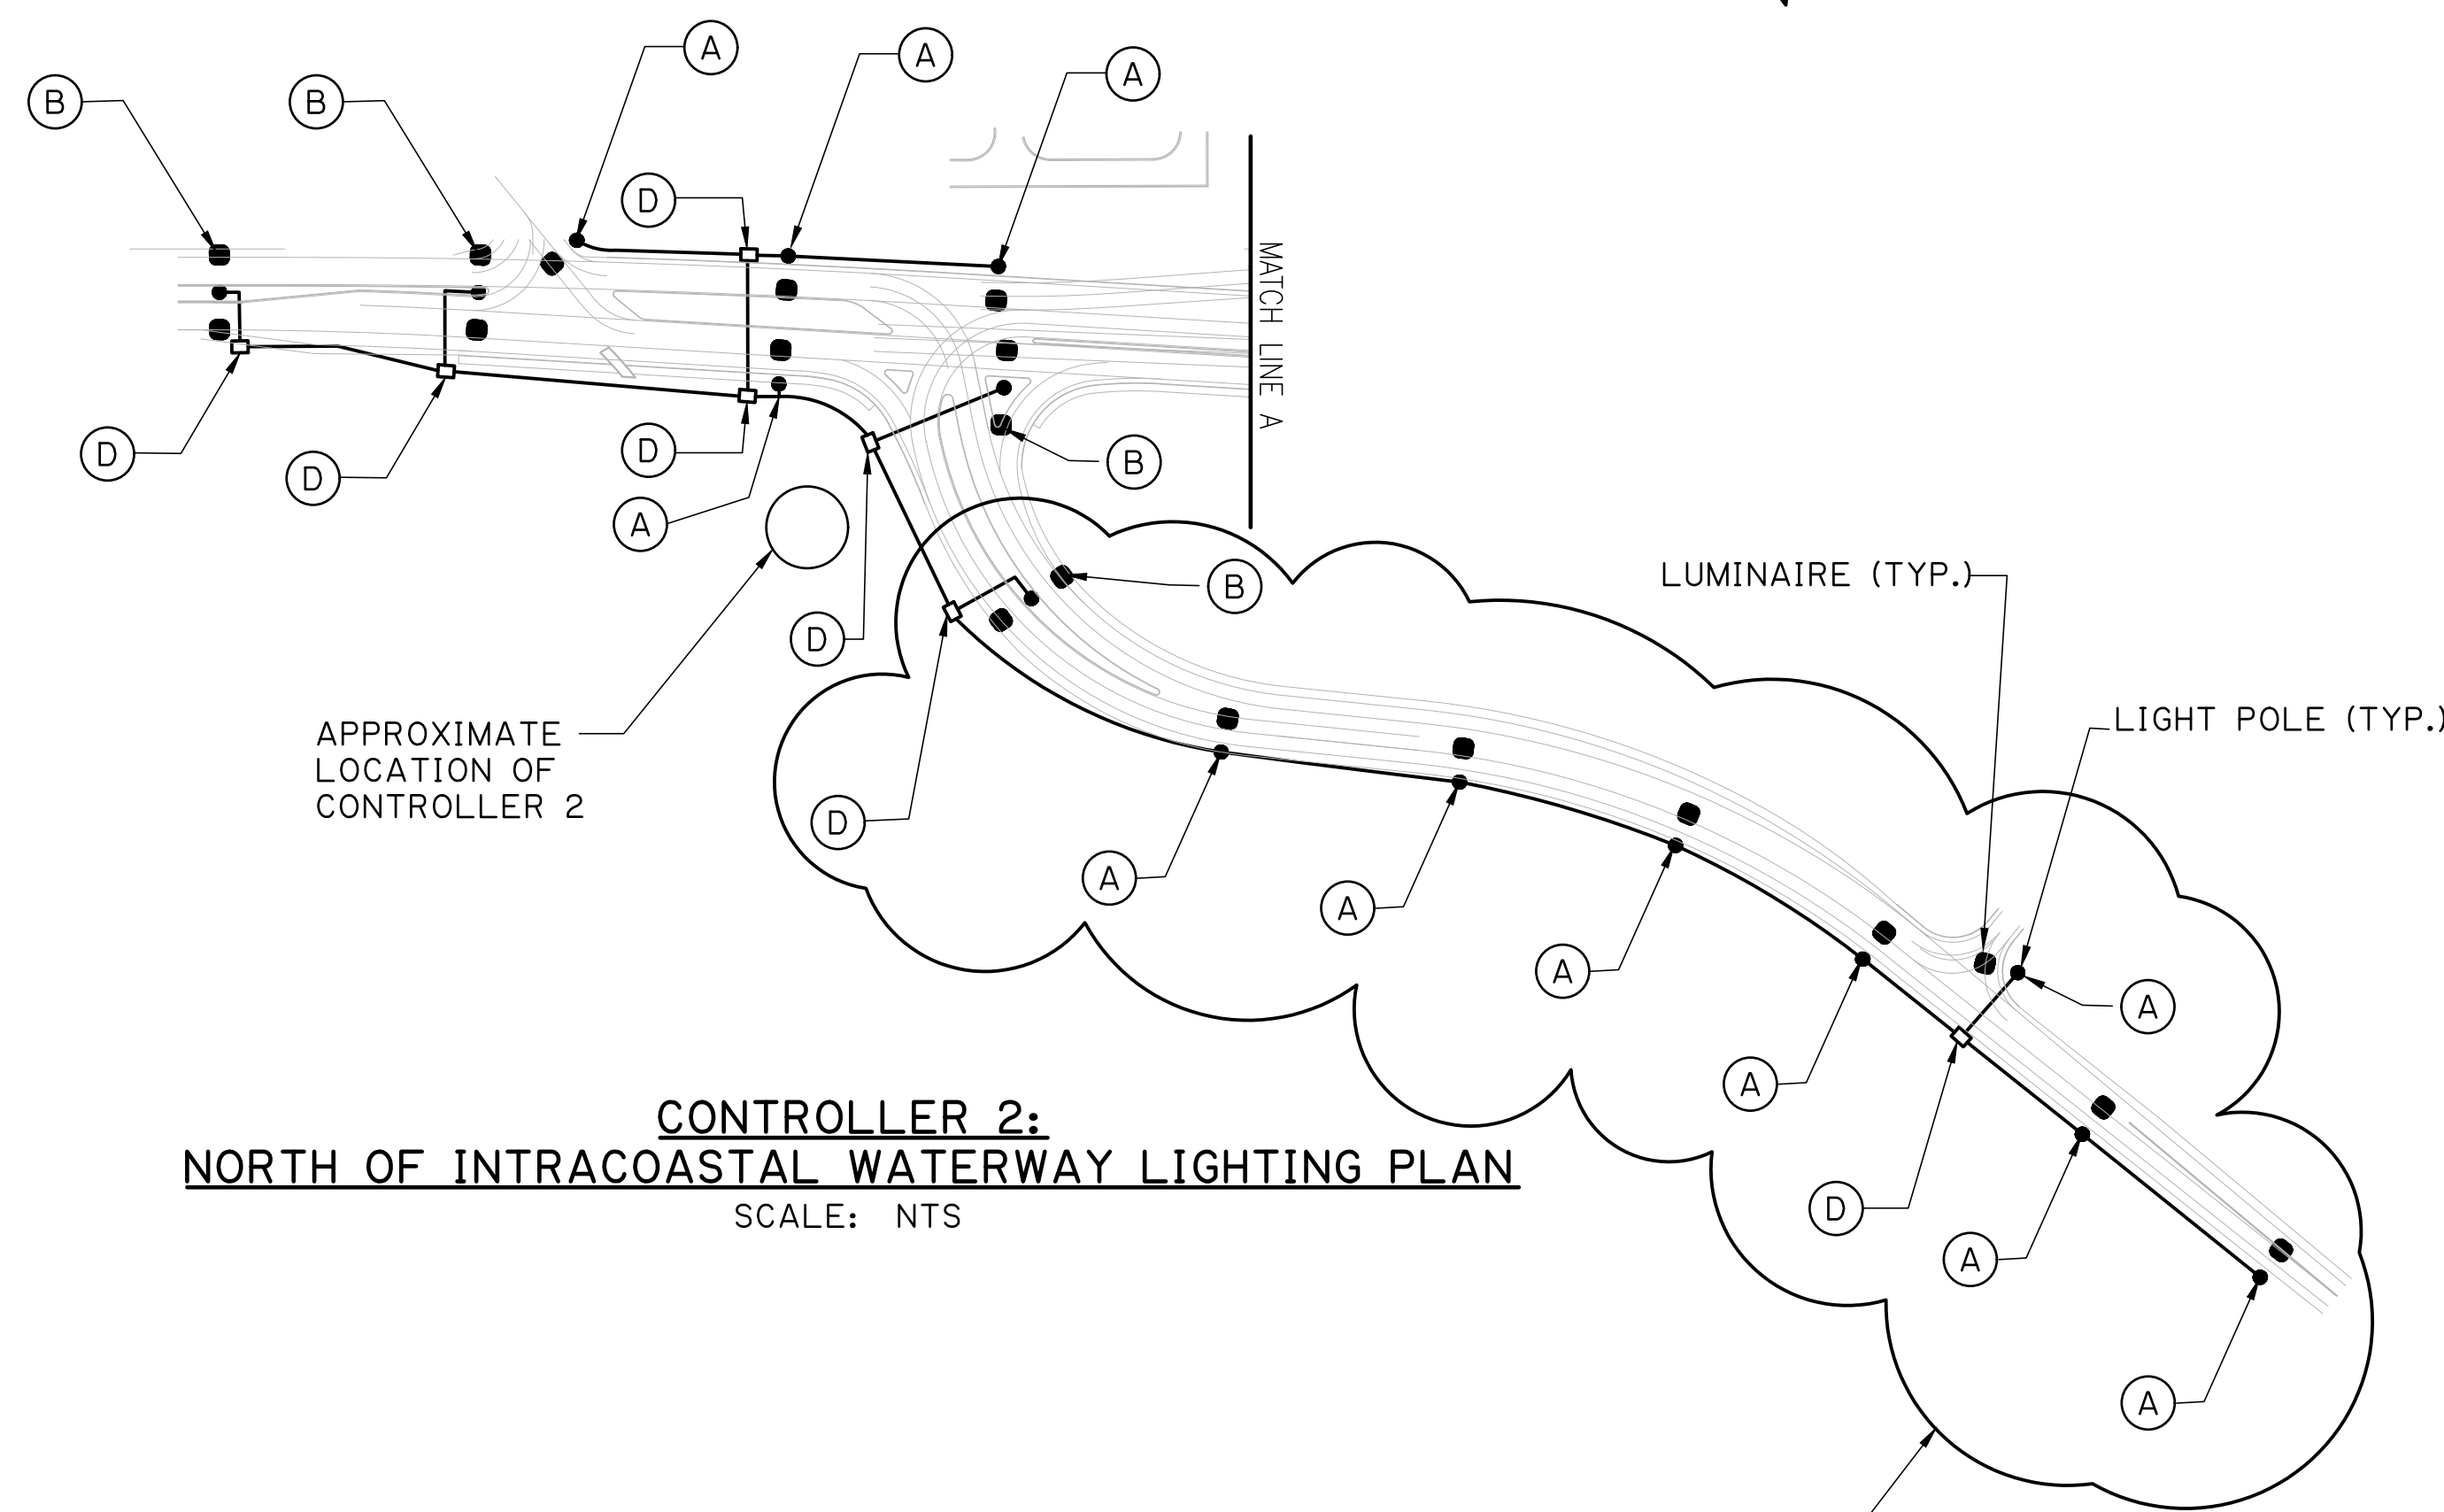 A
A
A
B
B
D
MATCH LINE A
D
D
D
B
A
B
LUMINAIRE (TYP.)
D
LIGHT POLE (TYP.)
APPROXIMATE
LOCATION OF
CONTROLLER 2
D
A
A
A
A
A
D
A
A
CONTROLLER 2:
NORTH OF INTRACOASTAL WATERWAY LIGHTING PLAN
SCALE: NTS